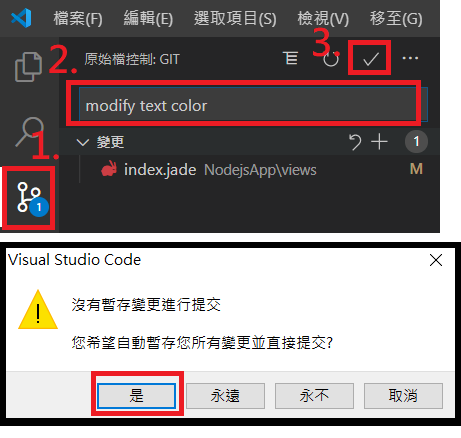 檔案(F) 編輯(E) 選取項目(S) 檢視(V) 移至(G)
3.
2. 原始檔控制: GIT
modify text color
1.
變更 1
index.jade NodejsApp\views M
1
Visual Studio Code
沒有暫存變更進行提交
您希望自動暫存您所有變更並直接提交?
是 永遠 永不 取消